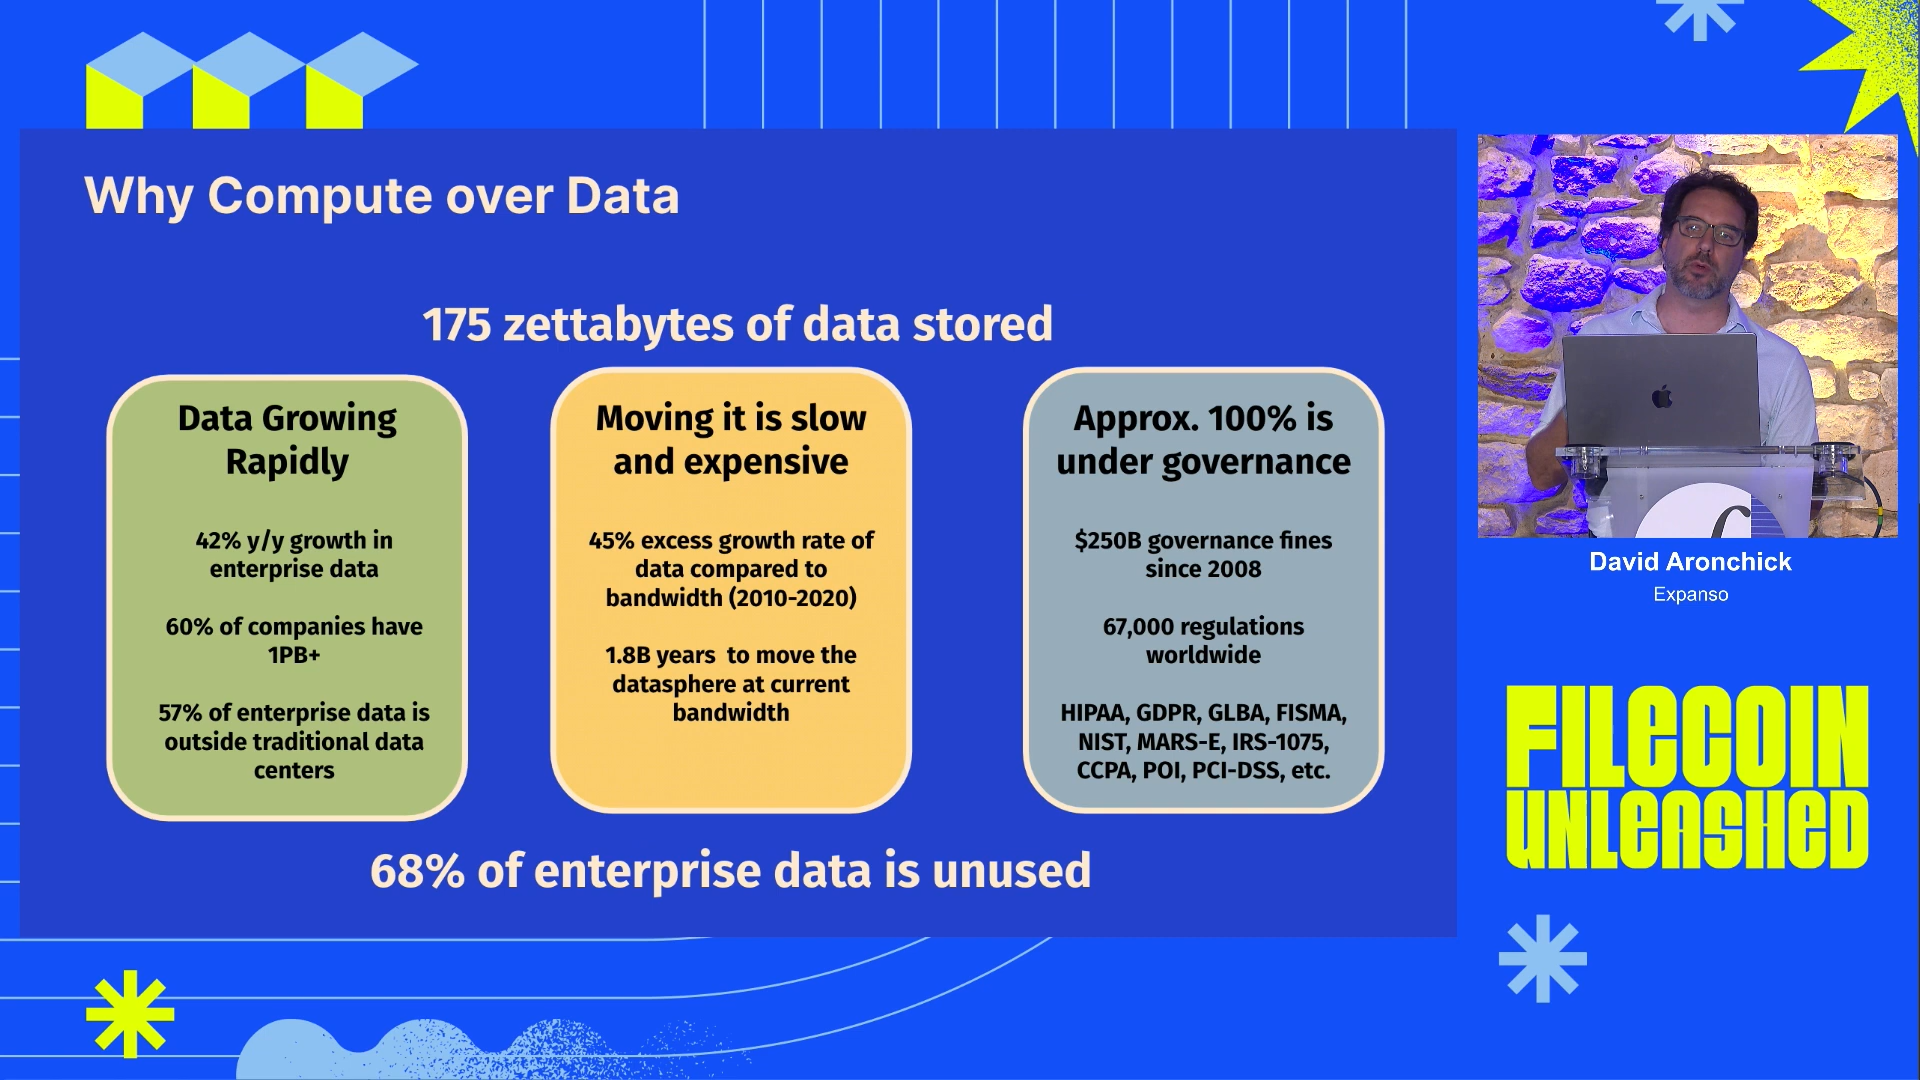 Why Compute over Data
175 zettabytes of data stored
Data Growing
Rapidly
42% y/y growth in
enterprise data
60% of companies have
1PB+
57% of enterprise data is
outside traditional data
centers
Moving it is slow
and expensive
45% excess growth rate of
data compared to
bandwidth (2010-2020)
1.8B years  to move the
datasphere at current
bandwidth
Approx. 100% is
under governance
$250B governance fines
since 2008
67,000 regulations
worldwide
HIPAA, GDPR, GLBA, FISMA,
NIST, MARS-E, IRS-1075,
CCPA, POI, PCI-DSS, etc.
68% of enterprise data is unused
David Aronchick
Expanso
FILECOIN
UNLEASHED